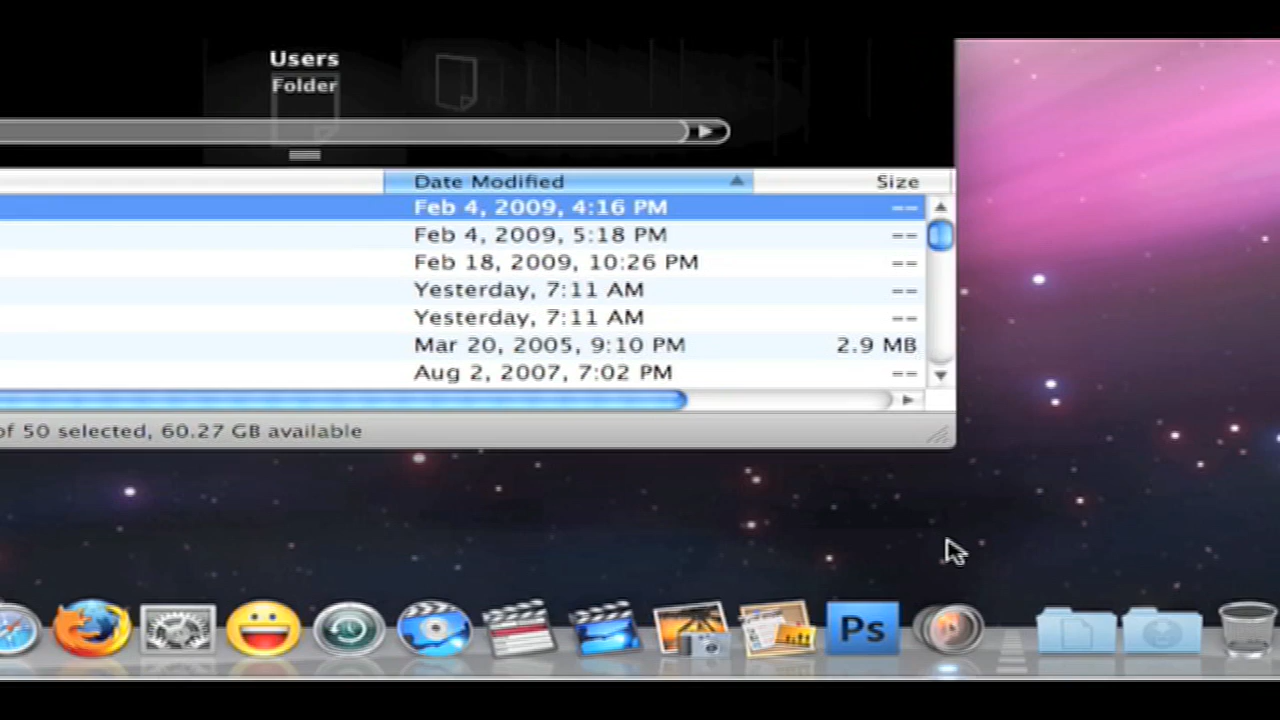 Users
Folder
Date Modified Size
Feb 4, 2009, 4:16 PM --
Feb 4, 2009, 5:18 PM --
Feb 18, 2009, 10:26 PM --
Yesterday, 7:11 AM --
Yesterday, 7:11 AM --
Mar 20, 2005, 9:10 PM 2.9 MB
Aug 2, 2007, 7:02 PM --
of 50 selected, 60.27 GB available
Ps